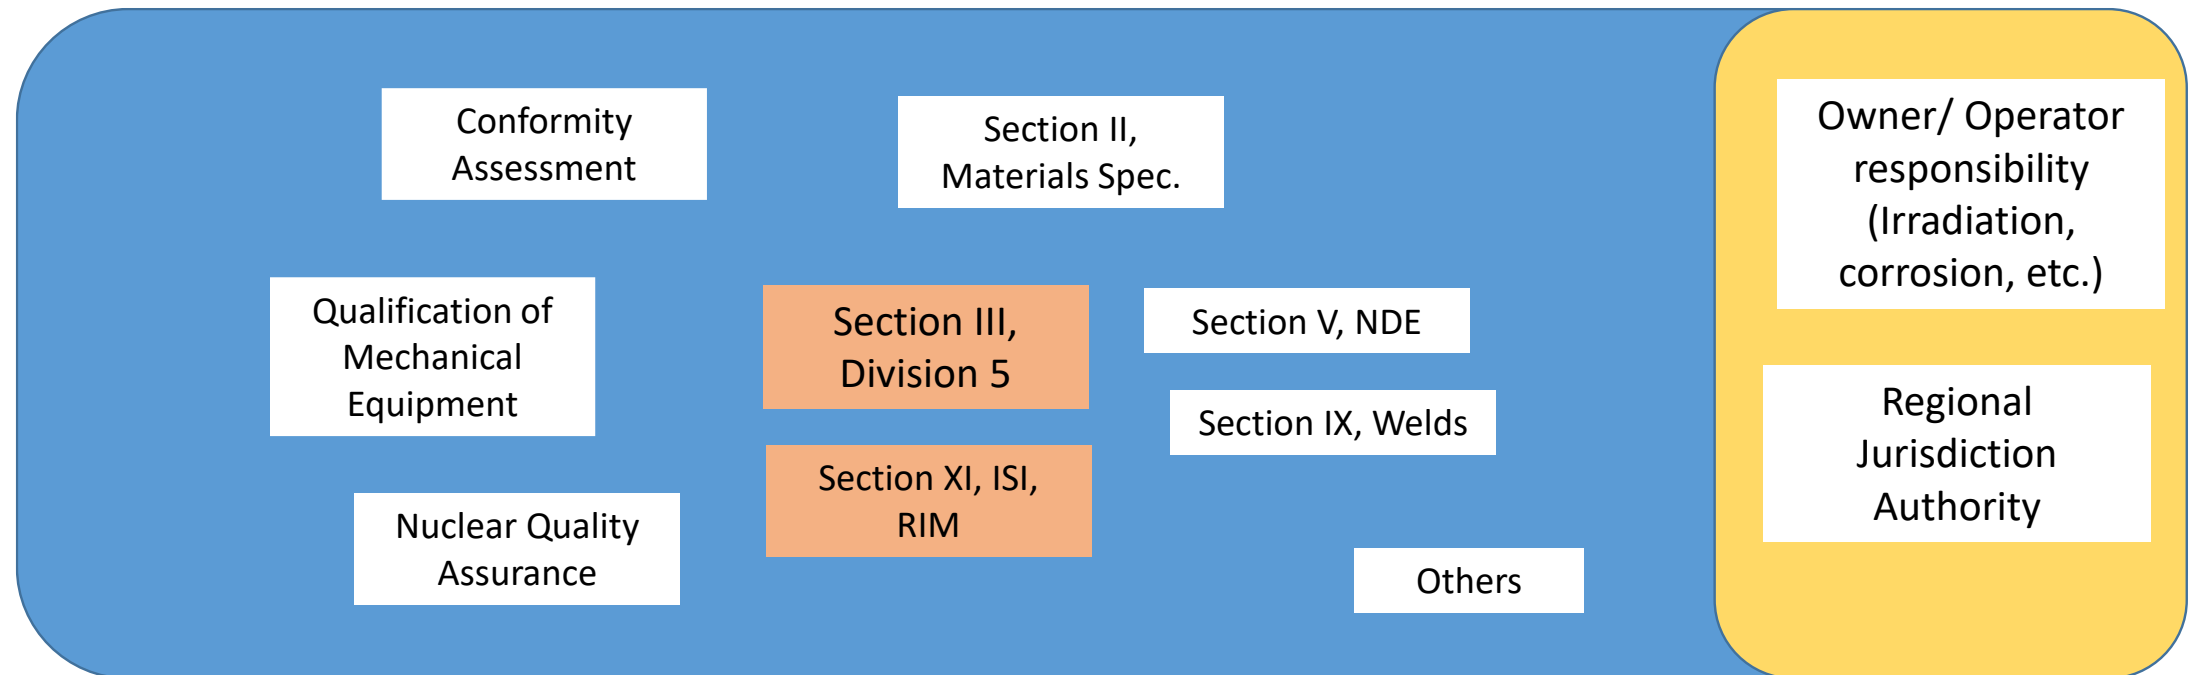 Conformity
Assessment
Section II,
Materials Spec.
Qualification of
Mechanical
Equipment
Section III,
Division 5
Section V, NDE
Section IX, Welds
Section XI, ISI,
RIM
Nuclear Quality
Assurance
Others
Owner/ Operator
responsibility
(Irradiation,
corrosion, etc.)
Regional
Jurisdiction
Authority